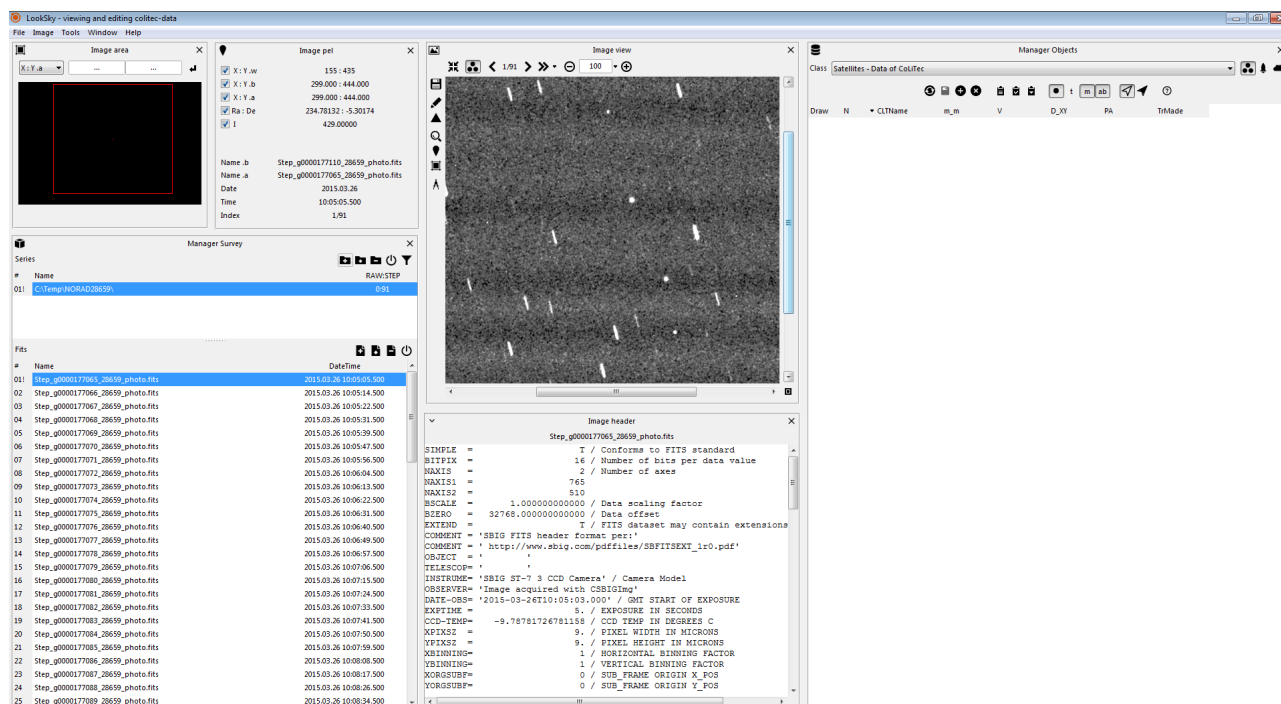 LookSky - viewing and editing colitec-data
File Image Tools Window Help
Image area
X : Y .a ... ...
Image pel
X : Y .w 155 : 435
X : Y .b 299.000 : 444.000
X : Y .a 299.000 : 444.000
Ra : De 234.78132 : -5.30174
I 429.00000
Name .b Step_g0000177110_28659_photo.fits
Name .a Step_g0000177065_28659_photo.fits
Date 2015.03.26
Time 10:05:05.500
Index 1/91
Manager Survey
Series
# Name RAW:STEP
01! C:\Temp\NORAD28659\ 0:91
Fits
# Name DateTime
01! Step_g0000177065_28659_photo.fits 2015.03.26 10:05:05.500
02 Step_g0000177066_28659_photo.fits 2015.03.26 10:05:14.500
03 Step_g0000177067_28659_photo.fits 2015.03.26 10:05:22.500
04 Step_g0000177068_28659_photo.fits 2015.03.26 10:05:31.500
05 Step_g0000177069_28659_photo.fits 2015.03.26 10:05:39.500
06 Step_g0000177070_28659_photo.fits 2015.03.26 10:05:47.500
07 Step_g0000177071_28659_photo.fits 2015.03.26 10:05:56.500
08 Step_g0000177072_28659_photo.fits 2015.03.26 10:06:04.500
09 Step_g0000177073_28659_photo.fits 2015.03.26 10:06:13.500
10 Step_g0000177074_28659_photo.fits 2015.03.26 10:06:22.500
11 Step_g0000177075_28659_photo.fits 2015.03.26 10:06:31.500
12 Step_g0000177076_28659_photo.fits 2015.03.26 10:06:40.500
13 Step_g0000177077_28659_photo.fits 2015.03.26 10:06:49.500
14 Step_g0000177078_28659_photo.fits 2015.03.26 10:06:57.500
15 Step_g0000177079_28659_photo.fits 2015.03.26 10:07:06.500
16 Step_g0000177080_28659_photo.fits 2015.03.26 10:07:15.500
17 Step_g0000177081_28659_photo.fits 2015.03.26 10:07:24.500
18 Step_g0000177082_28659_photo.fits 2015.03.26 10:07:33.500
19 Step_g0000177083_28659_photo.fits 2015.03.26 10:07:41.500
20 Step_g0000177084_28659_photo.fits 2015.03.26 10:07:50.500
21 Step_g0000177085_28659_photo.fits 2015.03.26 10:07:59.500
22 Step_g0000177086_28659_photo.fits 2015.03.26 10:08:08.500
23 Step_g0000177087_28659_photo.fits 2015.03.26 10:08:17.500
24 Step_g0000177088_28659_photo.fits 2015.03.26 10:08:26.500
25 Step_g0000177089_28659_photo.fits 2015.03.26 10:08:34.500
Image view
1/91 100
Image header
Step_g0000177065_28659_photo.fits
SIMPLE = T / Conforms to FITS standard
BITPIX = 16 / Number of bits per data value
NAXIS = 2 / Number of axes
NAXIS1 = 765
NAXIS2 = 510
BSCALE = 1.000000000000 / Data scaling factor
BZERO = 32768.000000000000 / Data offset
EXTEND = T / FITS dataset may contain extensions
COMMENT = 'SBIG FITS header format per:'
COMMENT = ' http://www.sbig.com/pdffiles/SBFITSEXT_1r0.pdf'
OBJECT = ' '
TELESCOP= ' '
INSTRUME= 'SBIG ST-7 3 CCD Camera' / Camera Model
OBSERVER= 'Image acquired with CSBIGImg'
DATE-OBS= '2015-03-26T10:05:03.000' / GMT START OF EXPOSURE
EXPTIME = 5. / EXPOSURE IN SECONDS
CCD-TEMP= -9.78781726781158 / CCD TEMP IN DEGREES C
XPIXSZ = 9. / PIXEL WIDTH IN MICRONS
YPIXSZ = 9. / PIXEL HEIGHT IN MICRONS
XBINNING= 1 / HORIZONTAL BINNING FACTOR
YBINNING= 1 / VERTICAL BINNING FACTOR
XORGSUBF= 0 / SUB_FRAME ORIGIN X_POS
YORGSUBF= 0 / SUB_FRAME ORIGIN Y_POS
Manager Objects
Class Satellites - Data of CoLiTec
t m ab
Draw N CLTName m_m V D_XY PA TrMade